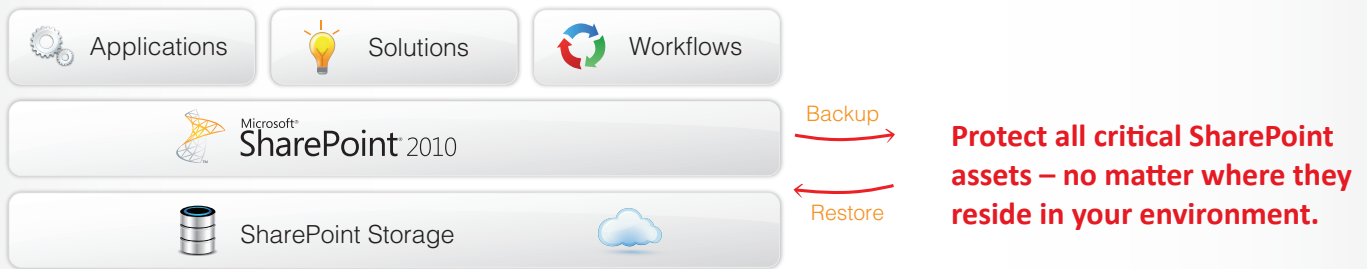 Applications
Solutions
Workflows
Microsoft®
SharePoint® 2010
Backup
Protect all critical SharePoint
assets – no matter where they
reside in your environment.
Restore
SharePoint Storage